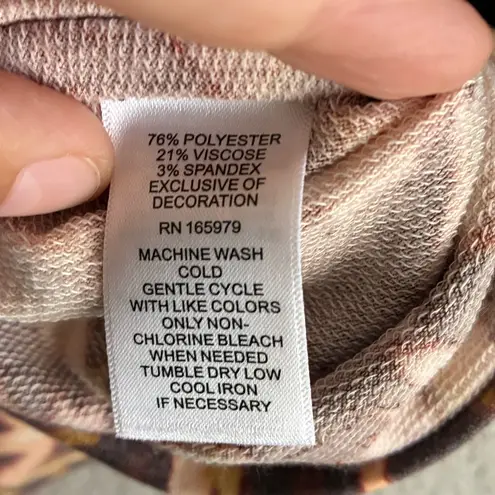 76% POLYESTER
21% VISCOSE
3% SPANDEX
EXCLUSIVE OF
DECORATION
RN 165979
MACHINE WASH
COLD
GENTLE CYCLE
WITH LIKE COLORS
ONLY NON-
CHLORINE BLEACH
WHEN NEEDED
TUMBLE DRY LOW
COOL IRON
IF NECESSARY